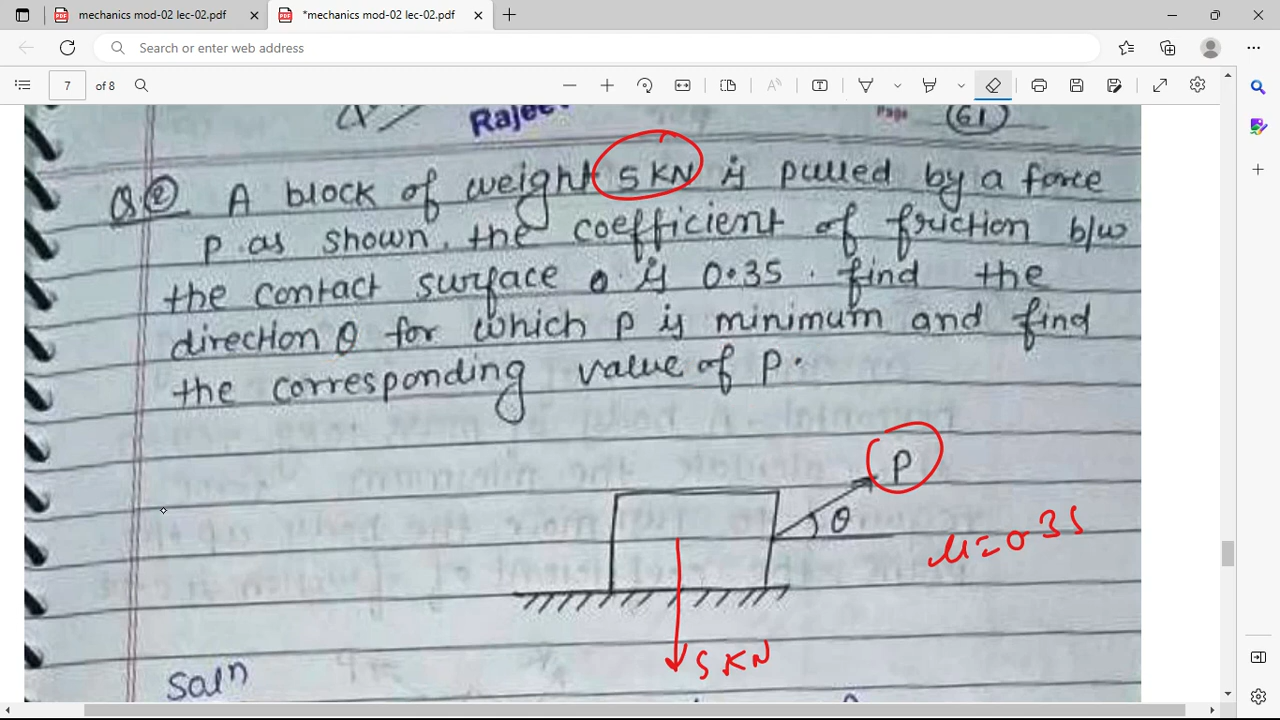 mechanics mod-02 lec-02.pdf
*mechanics mod-02 lec-02.pdf
Search or enter web address
7 of 8
Rajee
Page 61
Q.② A block of weight 5 KN is pulled by a force
P as shown. the coefficient of friction b/w
the contact surface is 0.35. find the
direction θ for which P is minimum and find
the corresponding value of P.
P
θ
μ=0.35
5 KN
Soln